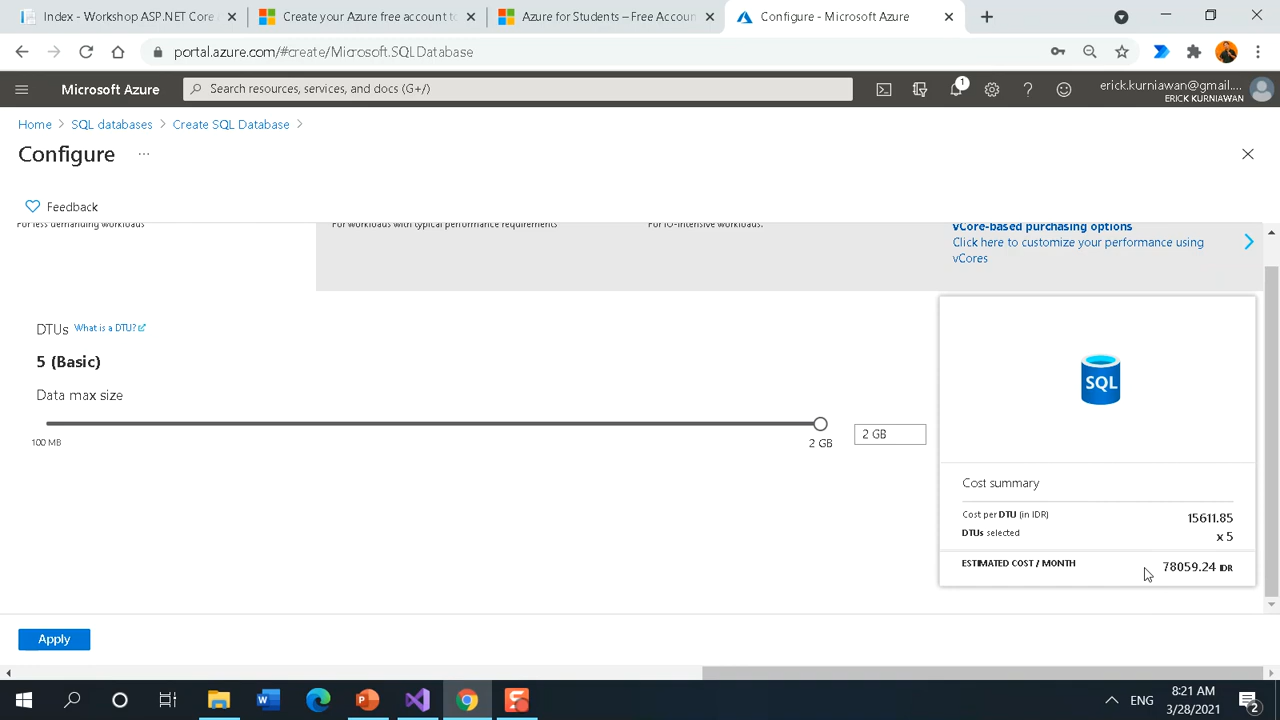 Index - Workshop ASP.NET Core
Create your Azure free account to
Azure for Students – Free Accoun
Configure - Microsoft Azure
portal.azure.com/#create/Microsoft.SQLDatabase
Microsoft Azure
Search resources, services, and docs (G+/)
1
erick.kurniawan@gmail....
ERICK KURNIAWAN
Home > SQL databases > Create SQL Database >
Configure ...
Feedback
For less demanding workloads
For workloads with typical performance requirements
For IO-intensive workloads.
vCore-based purchasing options
Click here to customize your performance using
vCores
DTUs What is a DTU?
5 (Basic)
Data max size
100 MB
2 GB
2 GB
SQL
Cost summary
Cost per DTU (in IDR) 15611.85
DTUs selected x 5
ESTIMATED COST / MONTH 78059.24 IDR
Apply
ENG
8:21 AM
3/28/2021
2